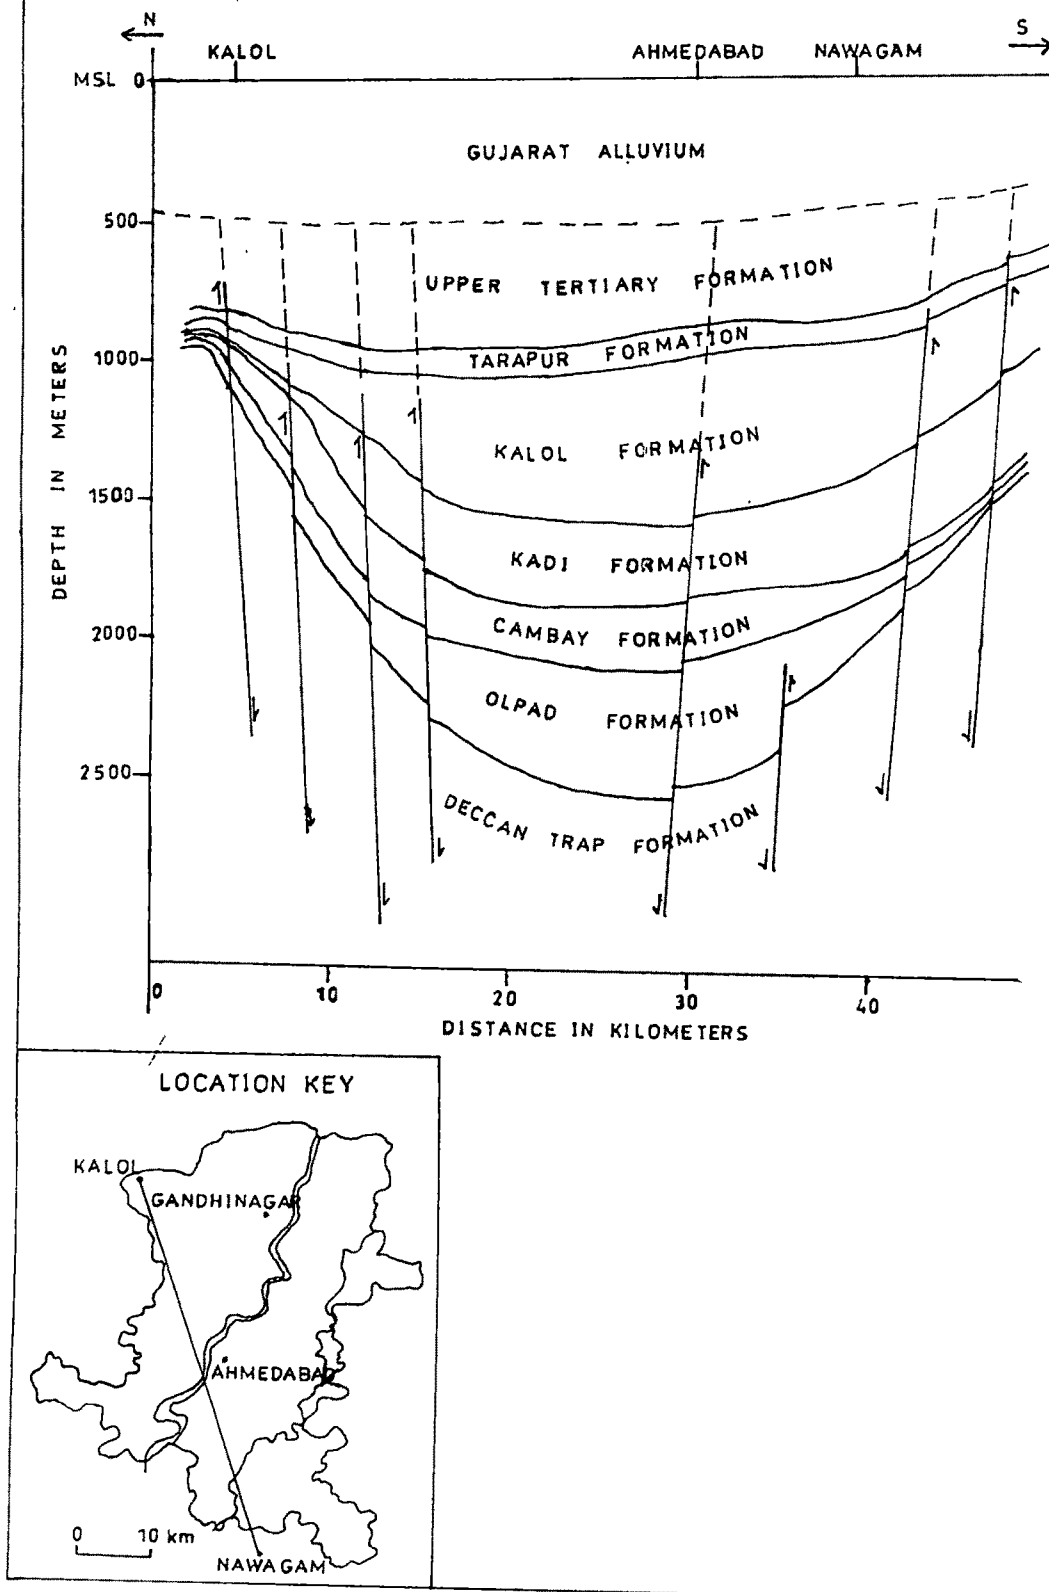 N
S
KALOL
AHMEDABAD
NAWAGAM
MSL 0
GUJARAT ALLUVIUM
500
UPPER TERTIARY FORMATION
TARAPUR FORMATION
1000
KALOL FORMATION
1500
KADI FORMATION
CAMBAY FORMATION
2000
OLPAD FORMATION
2500
DECCAN TRAP FORMATION
DEPTH IN METERS
0 10 20 30 40
DISTANCE IN KILOMETERS
LOCATION KEY
KALOL
GANDHINAGAR
AHMEDABAD
0 10 km
NAWAGAM